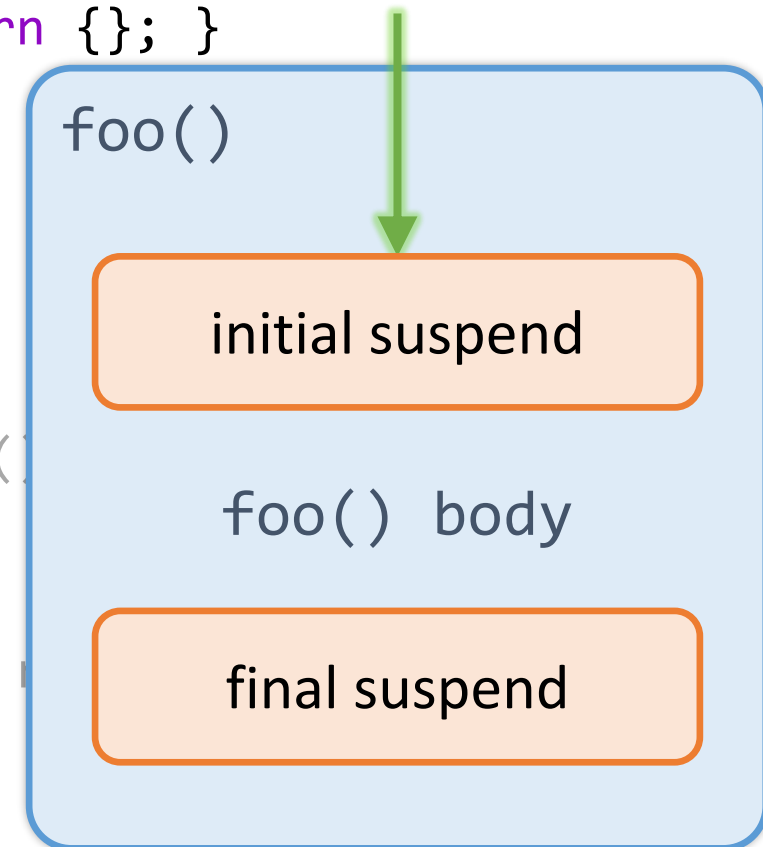 rn {}; }
foo()
initial suspend
()
foo() body
final suspend